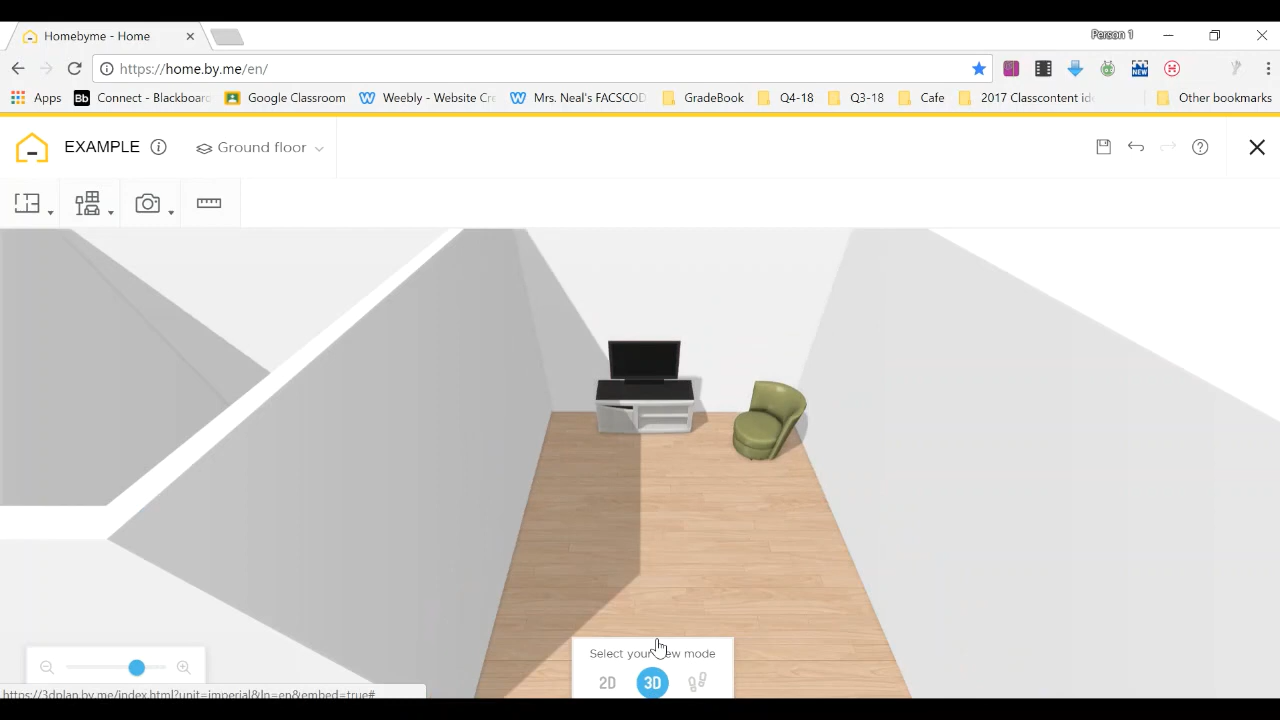 Homebyme - Home
Person 1
https://home.by.me/en/
Apps
Bb Connect - Blackboard
Google Classroom
Weebly - Website Cre
Mrs. Neal's FACSCOD
GradeBook
Q4-18
Q3-18
Cafe
2017 Classcontent ide
Other bookmarks
EXAMPLE
Ground floor
Select your view mode
2D
3D
https://3dplan.by.me/index.html?unit=imperial&ln=en&embed=true#